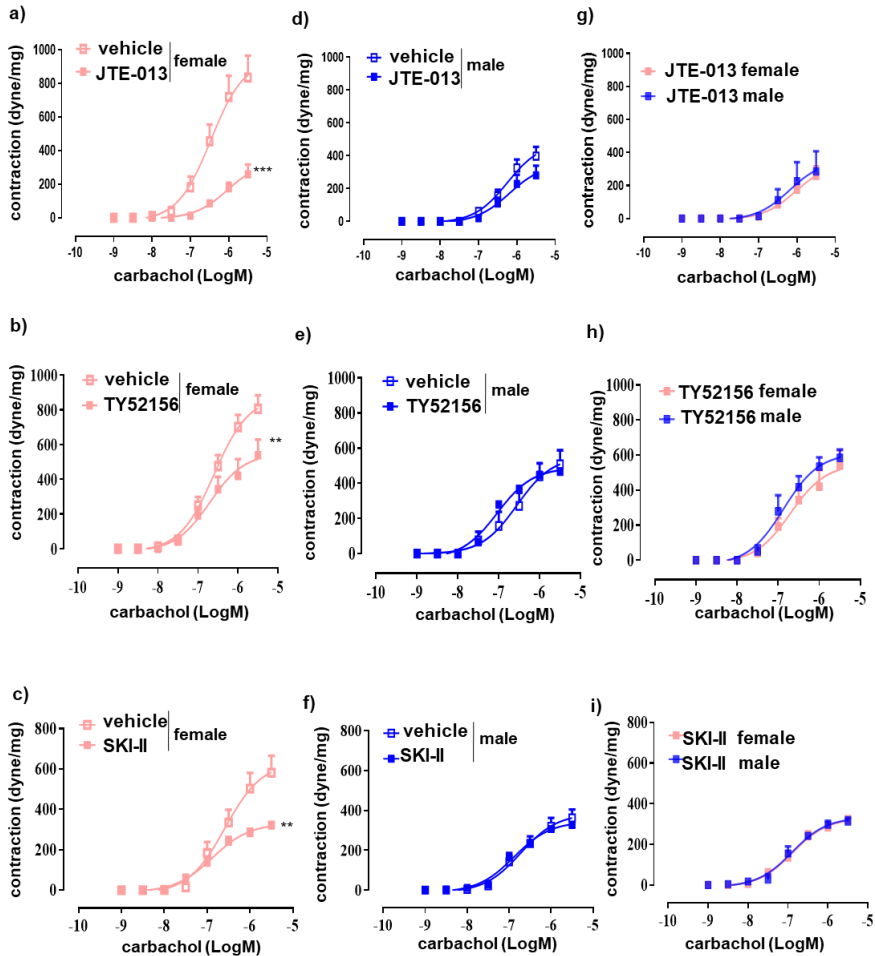 a)
vehicle
JTE-013
female
contraction (dyne/mg)
1000
800
600
400
200
0
***
-10 -9 -8 -7 -6 -5
carbachol (LogM)
d)
vehicle
JTE-013
male
contraction (dyne/mg)
1000
800
600
400
200
0
-10 -9 -8 -7 -6 -5
carbachol (LogM)
g)
JTE-013 female
JTE-013 male
contraction (dyne/mg)
1000
800
600
400
200
0
-10 -9 -8 -7 -6 -5
carbachol (LogM)
b)
vehicle
TY52156
female
contraction (dyne/mg)
1000
800
600
400
200
0
**
-10 -9 -8 -7 -6 -5
carbachol (LogM)
e)
vehicle
TY52156
male
contraction (dyne/mg)
1000
800
600
400
200
0
-10 -9 -8 -7 -6 -5
carbachol (LogM)
h)
TY52156 female
TY52156 male
contraction (dyne/mg)
1000
800
600
400
200
0
-10 -9 -8 -7 -6 -5
carbachol (LogM)
c)
vehicle
SKI-II
female
contraction (dyne/mg)
800
600
400
200
0
**
-10 -9 -8 -7 -6 -5
carbachol (LogM)
f)
vehicle
SKI-II
male
contraction (dyne/mg)
800
600
400
200
0
-10 -9 -8 -7 -6 -5
carbachol (LogM)
i)
SKI-II female
SKI-II male
contraction (dyne/mg)
800
600
400
200
0
-10 -9 -8 -7 -6 -5
carbachol (LogM)